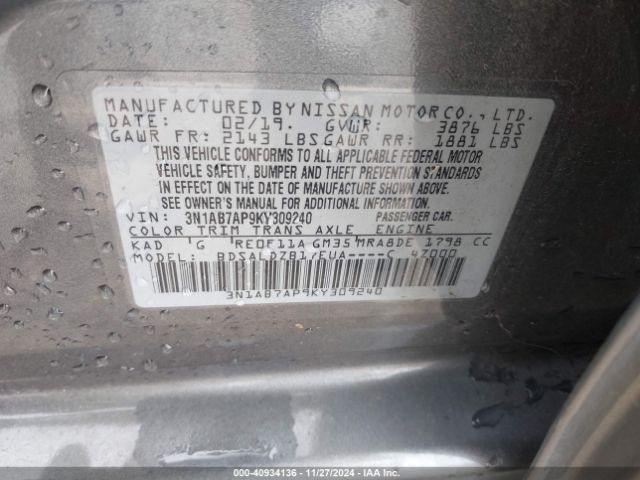 MANUFACTURED BY NISSAN MOTOR CO., LTD.
DATE: 02/19. GVWR: 3876 LBS
GAWR FR: 2143 LBS GAWR RR: 1881 LBS
THIS VEHICLE CONFORMS TO ALL APPLICABLE FEDERAL MOTOR
VEHICLE SAFETY, BUMPER AND THEFT PREVENTION STANDARDS
IN EFFECT ON THE DATE OF MANUFACTURE SHOWN ABOVE.
SEE OWNER'S MANUAL FOR ADDITIONAL INFORMATION.
VIN: 3N1AB7AP9KY309240 PASSENGER CAR.
COLOR TRIM TRANS AXLE ENGINE
KAD G RE0F11A GM35 MRA8DE 1798 CC
MODEL: BDSALDZB17EUA----C 47000
3N1AB7AP9KY309240
000-40934136 - 11/27/2024 - IAA Inc.